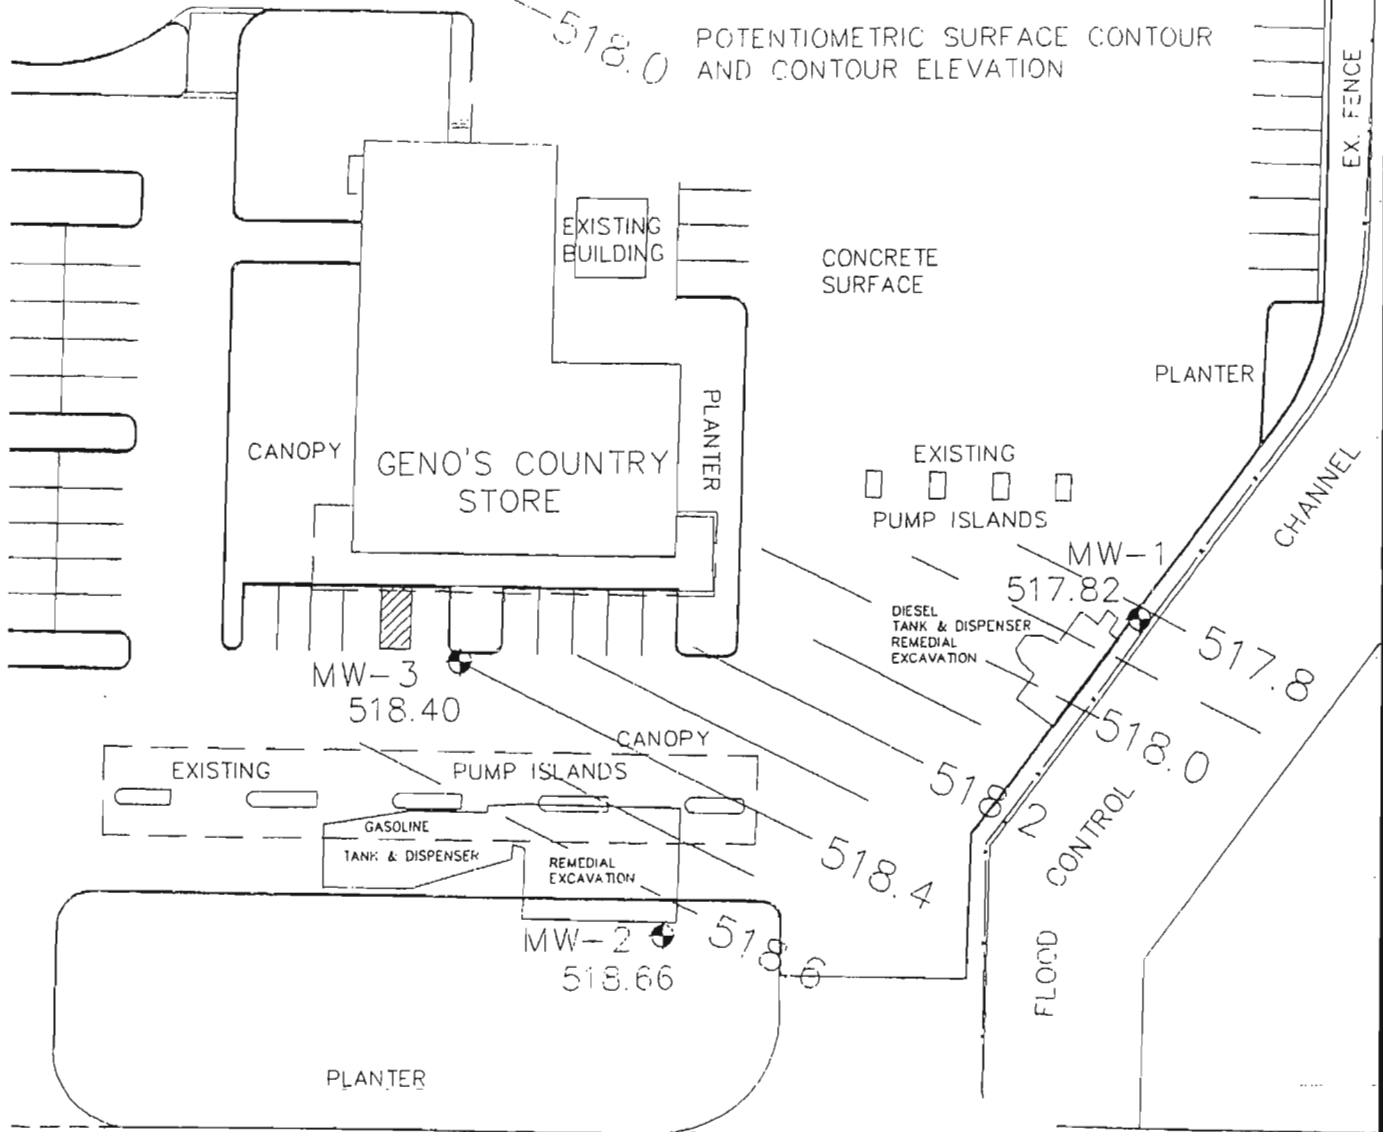 518.0
POTENTIOMETRIC SURFACE CONTOUR
AND CONTOUR ELEVATION
EX. FENCE
EXISTING
BUILDING
CONCRETE
SURFACE
PLANTER
PLANTER
CANOPY
GENO'S COUNTRY
STORE
EXISTING
PUMP ISLANDS
CHANNEL
MW-1
517.82
DIESEL
TANK & DISPENSER
REMEDIAL
EXCAVATION
517.8
MW-3
518.40
518.0
CANOPY
EXISTING
PUMP ISLANDS
518.2
GASOLINE
TANK & DISPENSER
REMEDIAL
EXCAVATION
518.4
CONTROL
MW-2
518.66
518.6
FLOOD
PLANTER